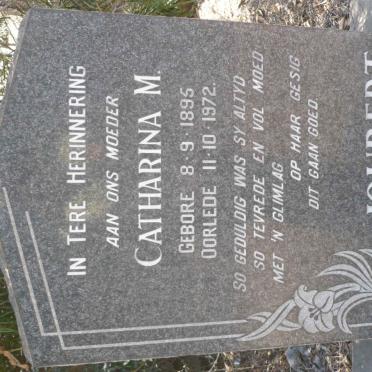 IN TERE HERINNERING
AAN ONS MOEDER
CATHARINA M.
GEBORE 8·9·1895
OORLEDE 11·10·1972.
SO GEDULDIG WAS SY ALTYD
SO TEVREDE EN VOL MOED
MET 'N GLIMLAG
OP HAAR GESIG
DIT GAAN GOED.
JOUBERT